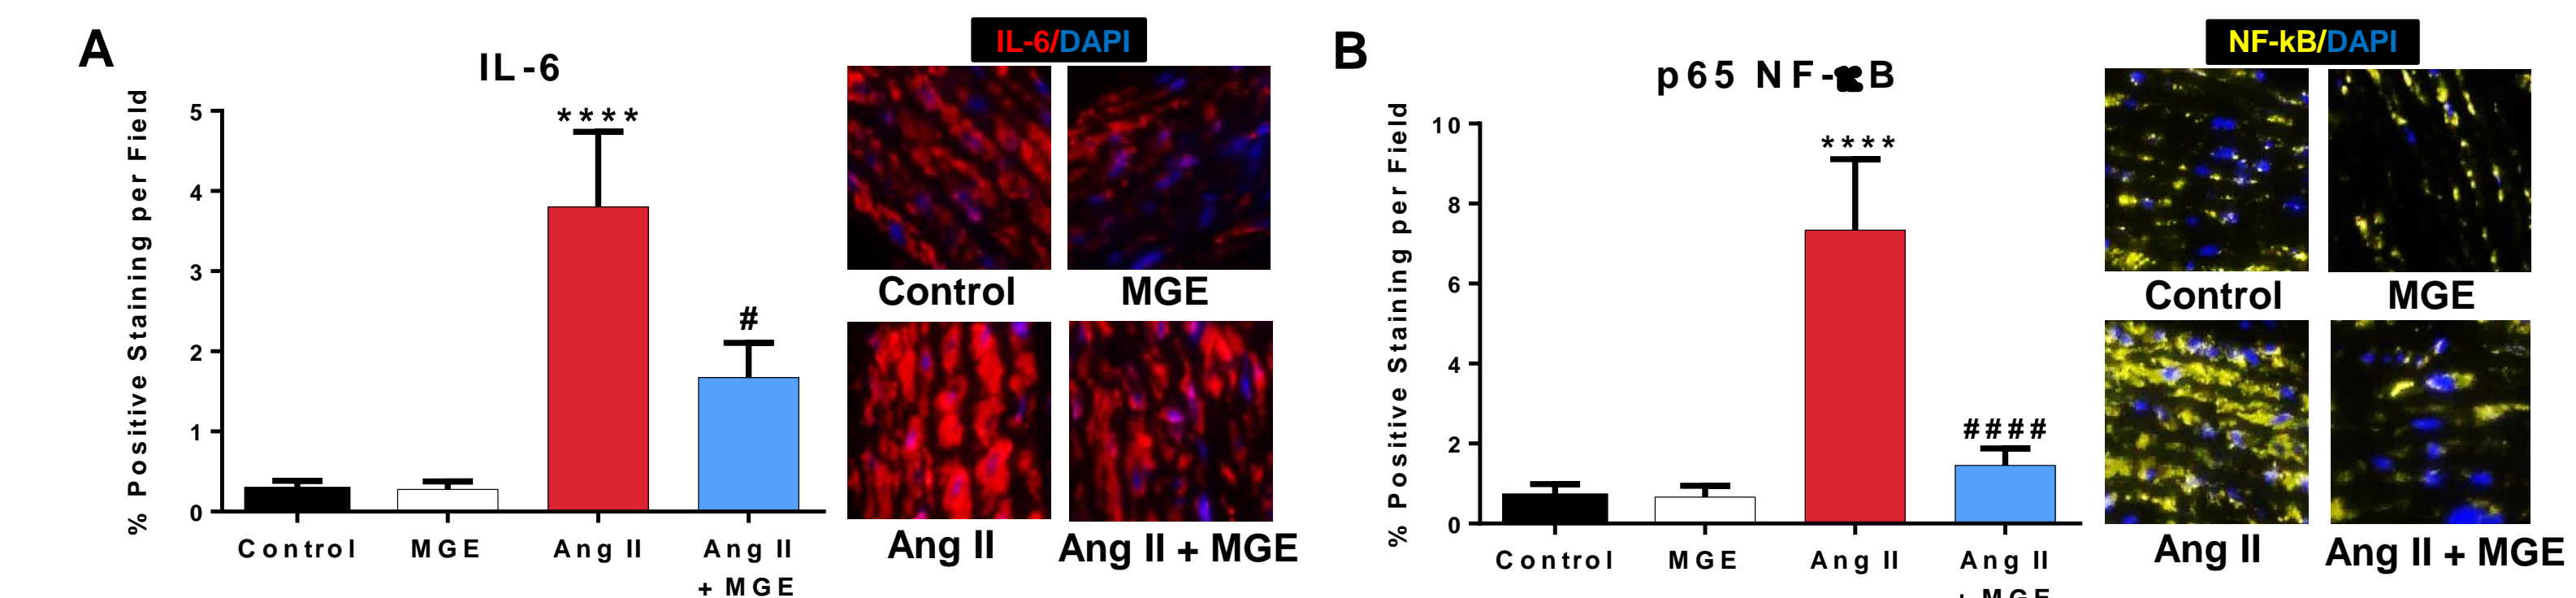 A
IL-6
% Positive Staining per Field
5
4
3
2
1
0
****
#
Control
MGE
Ang II
Ang II
+ MGE
IL-6/DAPI
Control
MGE
Ang II
Ang II + MGE
B
p65 NF-κB
% Positive Staining per Field
10
8
6
4
2
0
****
####
Control
MGE
Ang II
Ang II
+ MGE
NF-kB/DAPI
Control
MGE
Ang II
Ang II + MGE